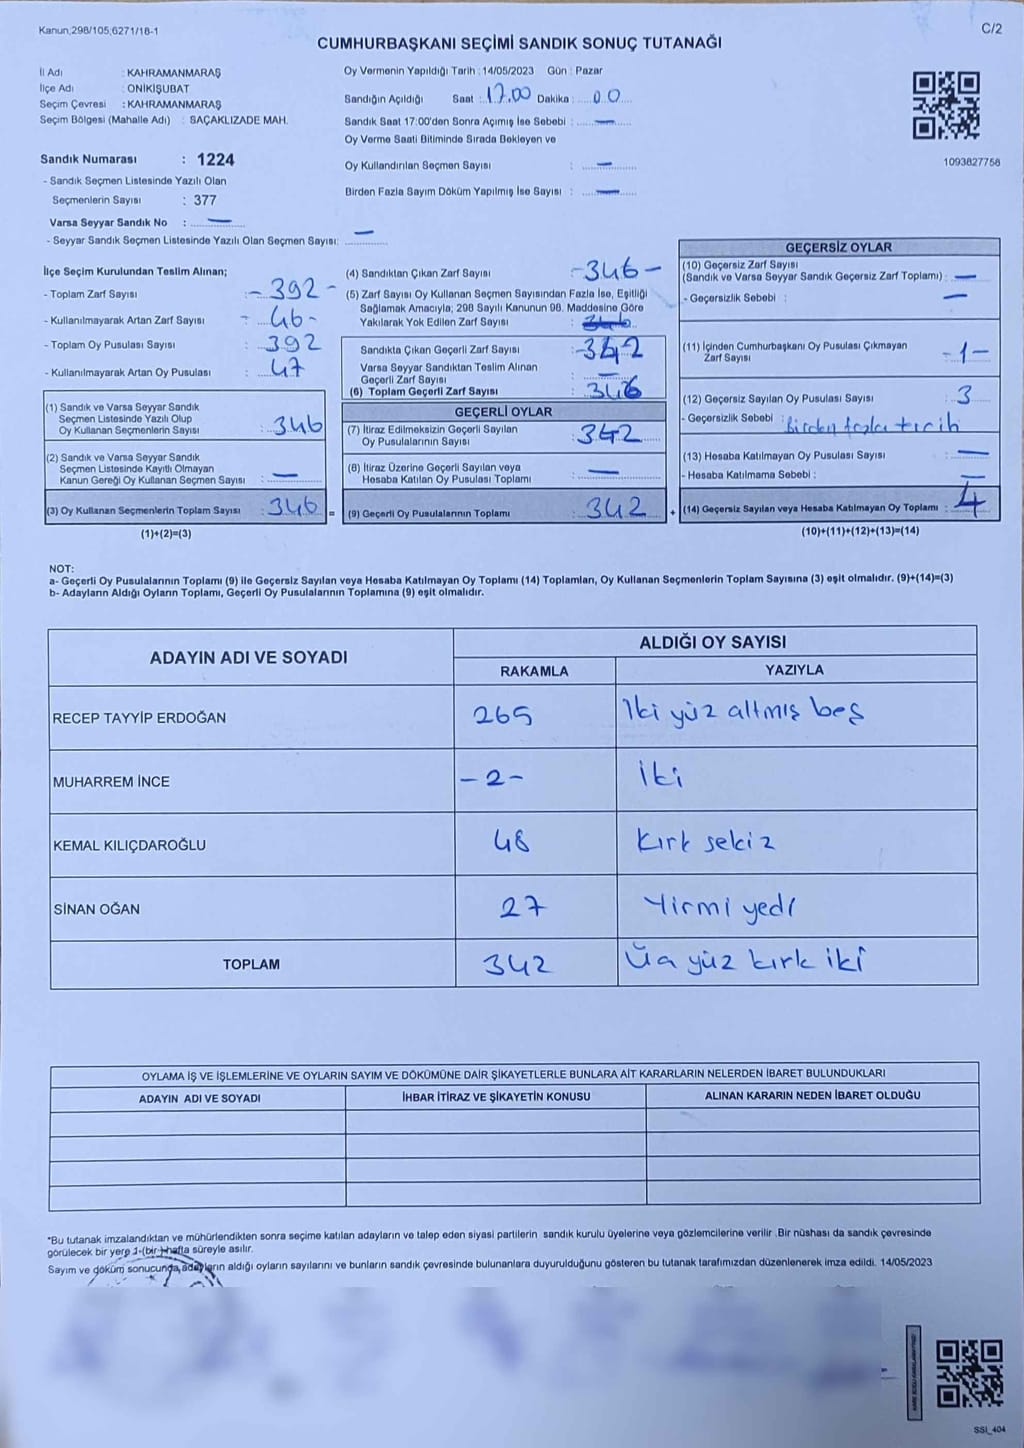 Kanun,298/105,6271/18-1
C/2
CUMHURBAŞKANI SEÇİMİ SANDIK SONUÇ TUTANAĞI
İl Adı : KAHRAMANMARAŞ
İlçe Adı : ONİKİŞUBAT
Seçim Çevresi : KAHRAMANMARAŞ
Seçim Bölgesi (Mahalle Adı) : SAÇAKLIZADE MAH.
Sandık Numarası : 1224
- Sandık Seçmen Listesinde Yazılı Olan
Seçmenlerin Sayısı : 377
Varsa Seyyar Sandık No : —
- Seyyar Sandık Seçmen Listesinde Yazılı Olan Seçmen Sayısı: —
Oy Vermenin Yapıldığı Tarih : 14/05/2023 Gün : Pazar
Sandığın Açıldığı Saat : 17.00 Dakika : 00
Sandık Saat 17:00'den Sonra Açımış İse Sebebi : —
Oy Verme Saati Bitiminde Sırada Bekleyen ve
Oy Kullandırılan Seçmen Sayısı : —
Birden Fazla Sayım Döküm Yapılmış İse Sayısı : —
1093827758
İlçe Seçim Kurulundan Teslim Alınan;
- Toplam Zarf Sayısı : -392-
- Kullanılmayarak Artan Zarf Sayısı : -46-
- Toplam Oy Pusulası Sayısı : 392
- Kullanılmayarak Artan Oy Pusulası : 47
(1) Sandık ve Varsa Seyyar Sandık
Seçmen Listesinde Yazılı Olup
Oy Kullanan Seçmenlerin Sayısı : 346
(2) Sandık ve Varsa Seyyar Sandık
Seçmen Listesinde Kayıtlı Olmayan
Kanun Gereği Oy Kullanan Seçmen Sayısı : —
(3) Oy Kullanan Seçmenlerin Toplam Sayısı : 346 =
(1)+(2)=(3)
(4) Sandıktan Çıkan Zarf Sayısı : -346-
(5) Zarf Sayısı Oy Kullanan Seçmen Sayısından Fazla İse, Eşitliği
Sağlamak Amacıyla; 298 Sayılı Kanunun 98. Maddesine Göre
Yakılarak Yok Edilen Zarf Sayısı :
Sandıkta Çıkan Geçerli Zarf Sayısı : -342
Varsa Seyyar Sandıktan Teslim Alınan
Geçerli Zarf Sayısı : —
(6) Toplam Geçerli Zarf Sayısı : 346
GEÇERLİ OYLAR
(7) İtiraz Edilmeksizin Geçerli Sayılan
Oy Pusulalarının Sayısı : 342
(8) İtiraz Üzerine Geçerli Sayılan veya
Hesaba Katılan Oy Pusulası Toplamı : —
(9) Geçerli Oy Pusulalarının Toplamı : 342 +
GEÇERSİZ OYLAR
(10) Geçersiz Zarf Sayısı
(Sandık ve Varsa Seyyar Sandık Geçersiz Zarf Toplamı) : —
- Geçersizlik Sebebi : —
(11) İçinden Cumhurbaşkanı Oy Pusulası Çıkmayan
Zarf Sayısı : -1-
(12) Geçersiz Sayılan Oy Pusulası Sayısı : 3
- Geçersizlik Sebebi : Birden fazla tercih
(13) Hesaba Katılmayan Oy Pusulası Sayısı : —
- Hesaba Katılmama Sebebi : —
(14) Geçersiz Sayılan veya Hesaba Katılmayan Oy Toplamı : 4
(10)+(11)+(12)+(13)=(14)
NOT:
a- Geçerli Oy Pusulalarının Toplamı (9) ile Geçersiz Sayılan veya Hesaba Katılmayan Oy Toplamı (14) Toplamları, Oy Kullanan Seçmenlerin Toplam Sayısına (3) eşit olmalıdır. (9)+(14)=(3)
b- Adayların Aldığı Oyların Toplamı, Geçerli Oy Pusulalarının Toplamına (9) eşit olmalıdır.
ADAYIN ADI VE SOYADI
ALDIĞI OY SAYISI
RAKAMLA YAZIYLA
RECEP TAYYİP ERDOĞAN 265 İki yüz altmış beş
MUHARREM İNCE -2- İki
KEMAL KILIÇDAROĞLU 48 Kırk sekiz
SİNAN OĞAN 27 Yirmi yedi
TOPLAM 342 Üç yüz kırk iki
OYLAMA İŞ VE İŞLEMLERİNE VE OYLARIN SAYIM VE DÖKÜMÜNE DAİR ŞİKAYETLERLE BUNLARA AİT KARARLARIN NELERDEN İBARET BULUNDUKLARI
ADAYIN ADI VE SOYADI İHBAR İTİRAZ VE ŞİKAYETİN KONUSU ALINAN KARARIN NEDEN İBARET OLDUĞU
*Bu tutanak imzalandıktan ve mühürlendikten sonra seçime katılan adayların ve talep eden siyasi partilerin sandık kurulu üyelerine veya gözlemcilerine verilir .Bir nüshası da sandık çevresinde
görülecek bir yere 1-(bir) hafta süreyle asılır.
Sayım ve döküm sonucunda,adayların aldığı oyların sayılarını ve bunların sandık çevresinde bulunanlara duyurulduğunu gösteren bu tutanak tarafımızdan düzenlenerek imza edildi. 14/05/2023
SSI_404